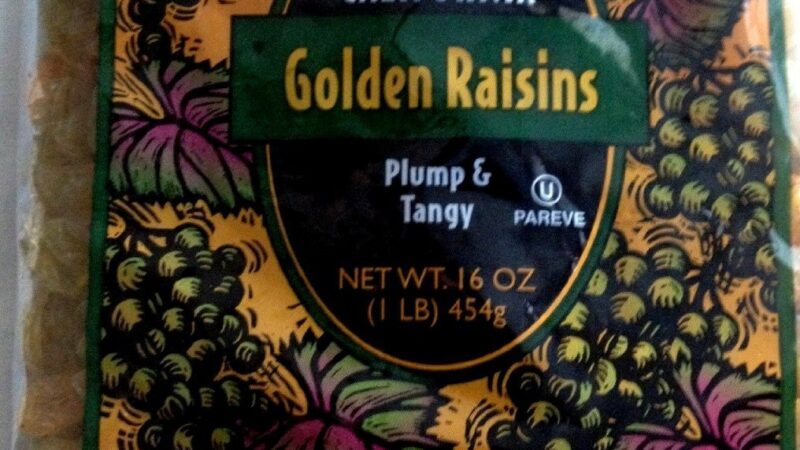 Golden Raisins
Plump &
Tangy
U
PAREVE
NET WT. 16 OZ
(1 LB) 454g